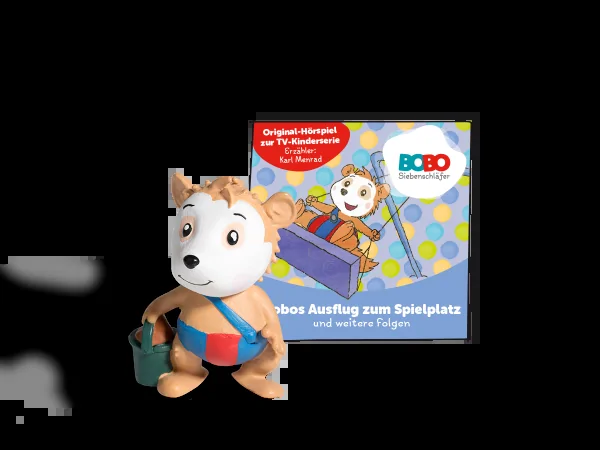 Original-Hörspiel
zur TV-Kinderserie
Erzähler:
Karl Menrad
BOBO
Siebenschläfer
obos Ausflug zum Spielplatz
und weitere Folgen